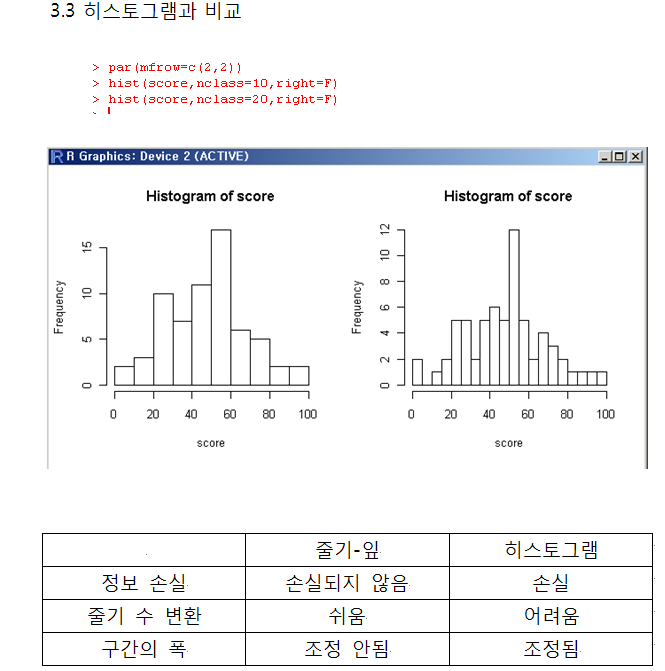 3.3 히스토그램과 비교
> par(mfrow=c(2,2))
> hist(score,nclass=10,right=F)
> hist(score,nclass=20,right=F)
R R Graphics: Device 2 (ACTIVE)
Histogram of score
Frequency
15
10
5
0
0 20 40 60 80 100
score
Histogram of score
Frequency
12
10
8
6
4
2
0
0 20 40 60 80 100
score
줄기-잎 히스토그램
정보 손실 손실되지 않음 손실
줄기 수 변환 쉬움 어려움
구간의 폭 조정 안됨 조정됨